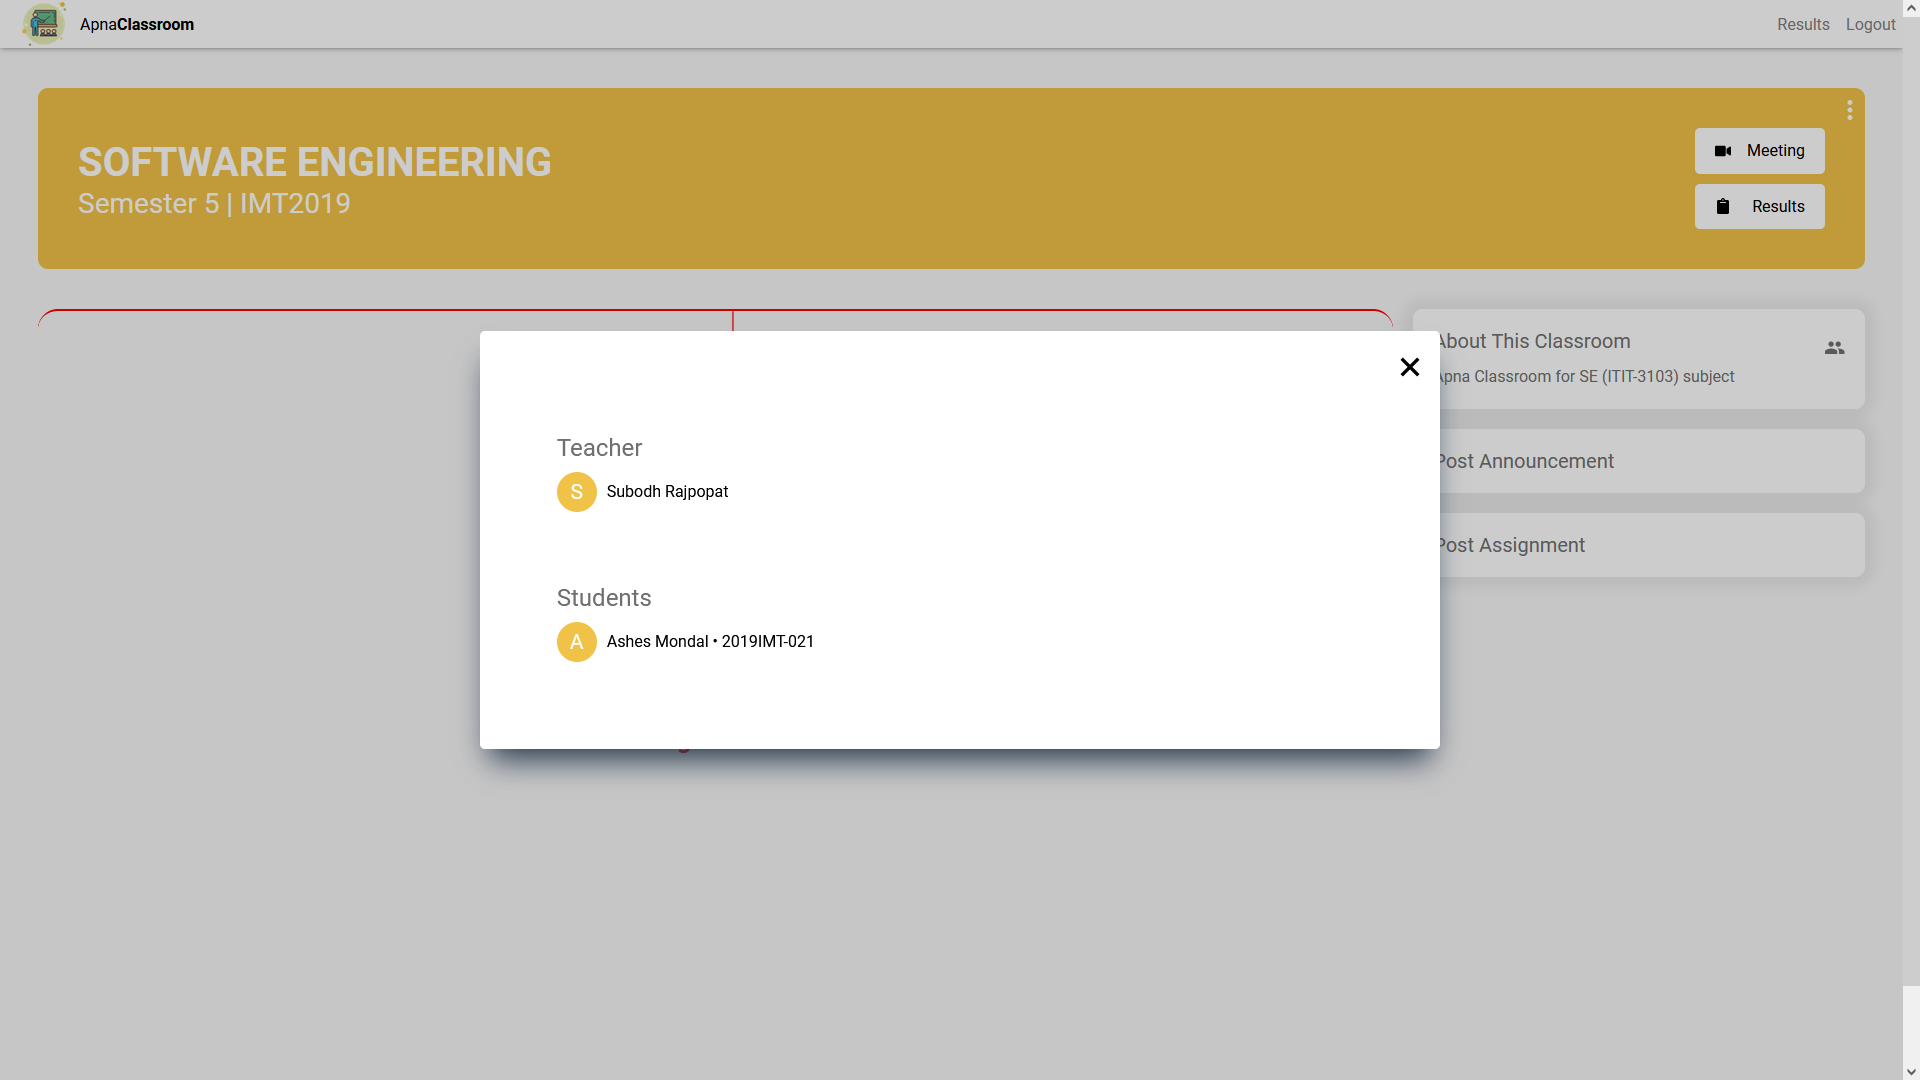 ApnaClassroom
Results
Logout
SOFTWARE ENGINEERING
Semester 5 | IMT2019
Meeting
Results
About This Classroom
Apna Classroom for SE (ITIT-3103) subject
Post Announcement
Post Assignment
Teacher
S
Subodh Rajpopat
Students
A
Ashes Mondal • 2019IMT-021